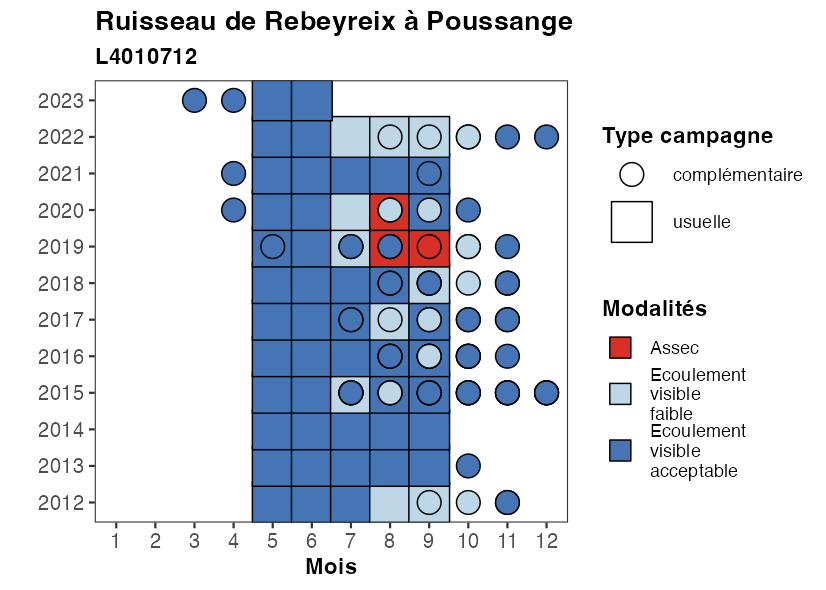 Ruisseau de Rebeyreix à Poussange
L4010712
2023
2022
2021
2020
2019
2018
2017
2016
2015
2014
2013
2012
1 2 3 4 5 6 7 8 9 10 11 12
Mois
Type campagne
complémentaire
usuelle
Modalités
Assec
Ecoulement
visible
faible
Ecoulement
visible
acceptable